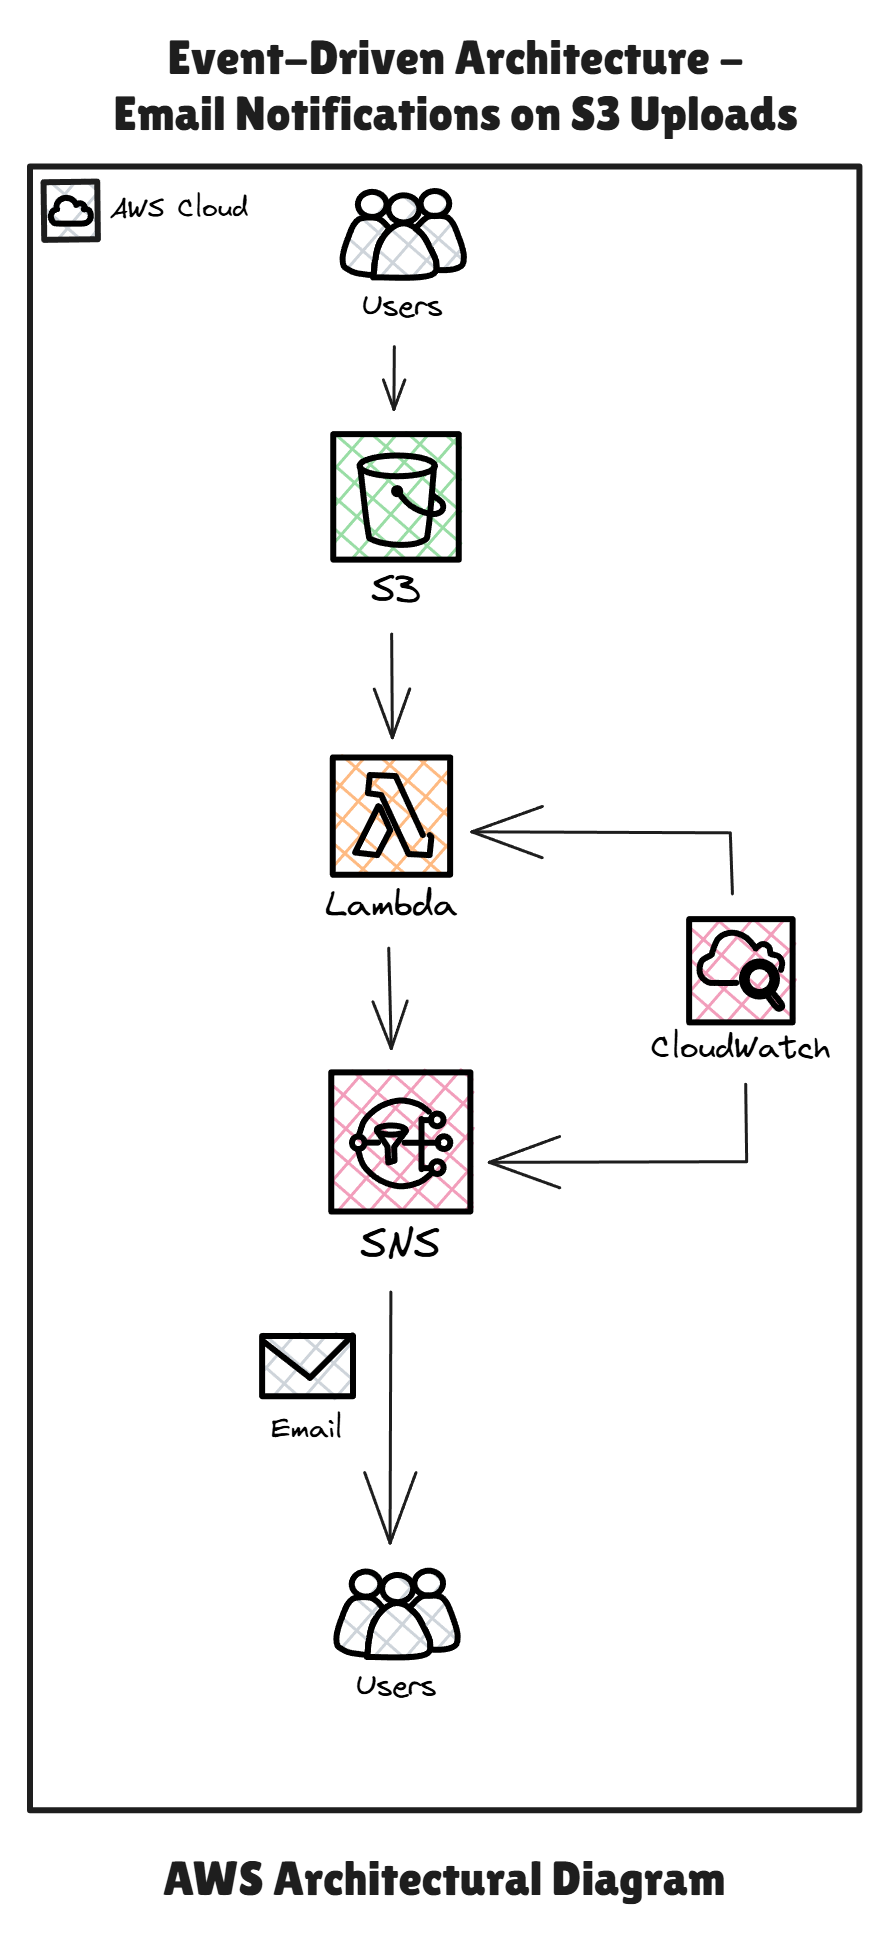 Event-Driven Architecture -
Email Notifications on S3 Uploads
AWS Cloud
Users
S3
Lambda
CloudWatch
SNS
Email
Users
AWS Architectural Diagram